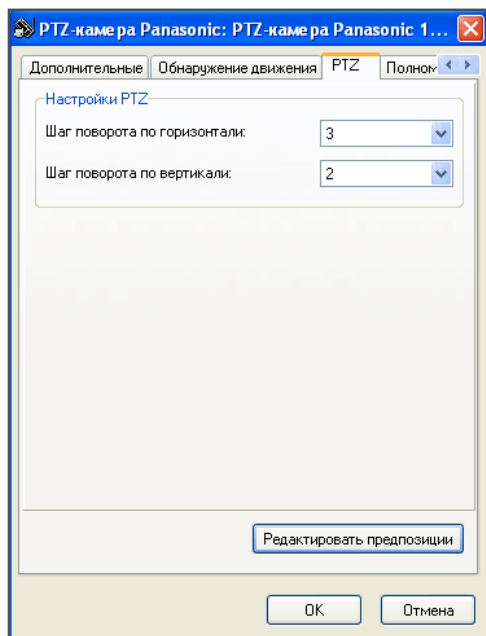 PTZ-камера Panasonic: PTZ-камера Panasonic 1...
Дополнительные Обнаружение движения PTZ Полном
Настройки PTZ
Шаг поворота по горизонтали: 3
Шаг поворота по вертикали: 2
Редактировать предпозиции
OK Отмена